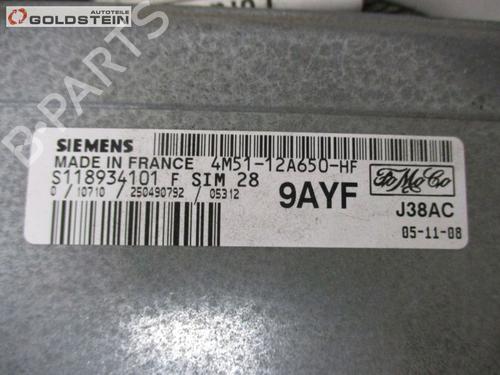 AUTOTEILE
GOLDSTEIN
B-PARTS
SIEMENS
MADE IN FRANCE 4M51-12A650-HF
S118934101 F SIM 28
0 / 10710 / 250490792 / 05312
9AYF
FoMoCo
J38AC
05-11-08